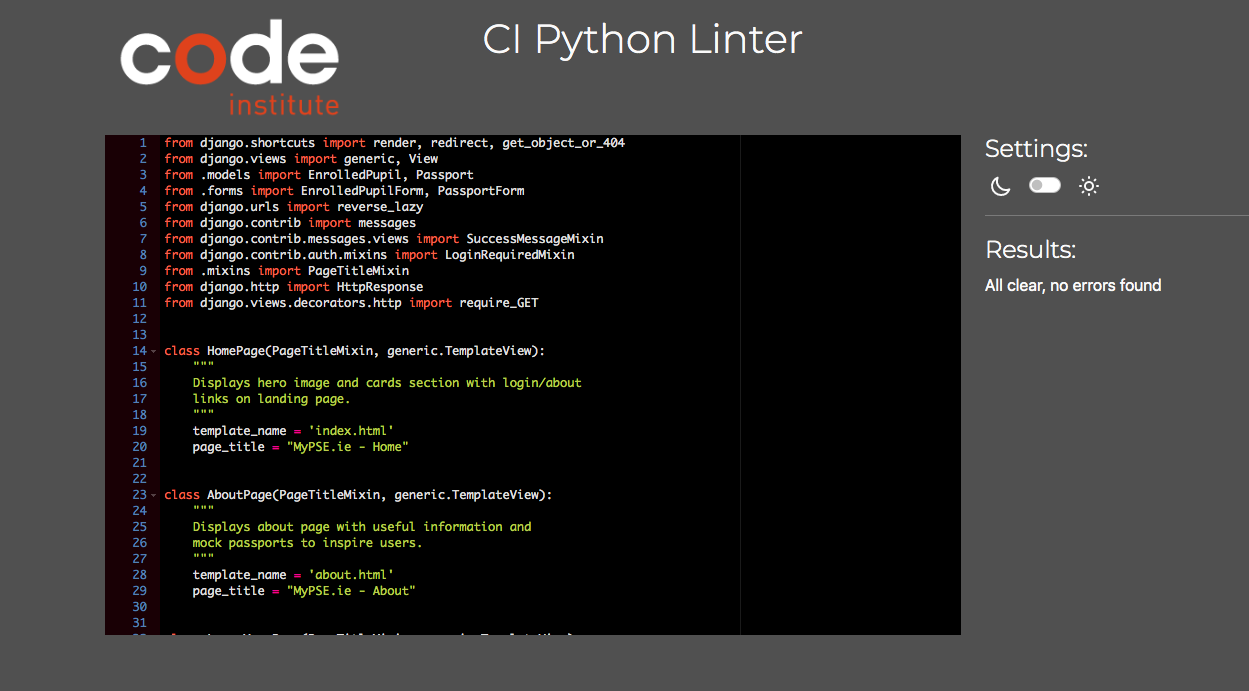 code
institute
CI Python Linter
1 from django.shortcuts import render, redirect, get_object_or_404
2 from django.views import generic, View
3 from .models import EnrolledPupil, Passport
4 from .forms import EnrolledPupilForm, PassportForm
5 from django.urls import reverse_lazy
6 from django.contrib import messages
7 from django.contrib.messages.views import SuccessMessageMixin
8 from django.contrib.auth.mixins import LoginRequiredMixin
9 from .mixins import PageTitleMixin
10 from django.http import HttpResponse
11 from django.views.decorators.http import require_GET
12
13
14 class HomePage(PageTitleMixin, generic.TemplateView):
15     """
16     Displays hero image and cards section with login/about
17     links on landing page.
18     """
19     template_name = 'index.html'
20     page_title = "MyPSE.ie - Home"
21
22
23 class AboutPage(PageTitleMixin, generic.TemplateView):
24     """
25     Displays about page with useful information and
26     mock passports to inspire users.
27     """
28     template_name = 'about.html'
29     page_title = "MyPSE.ie - About"
30
31
Settings:
Results:
All clear, no errors found